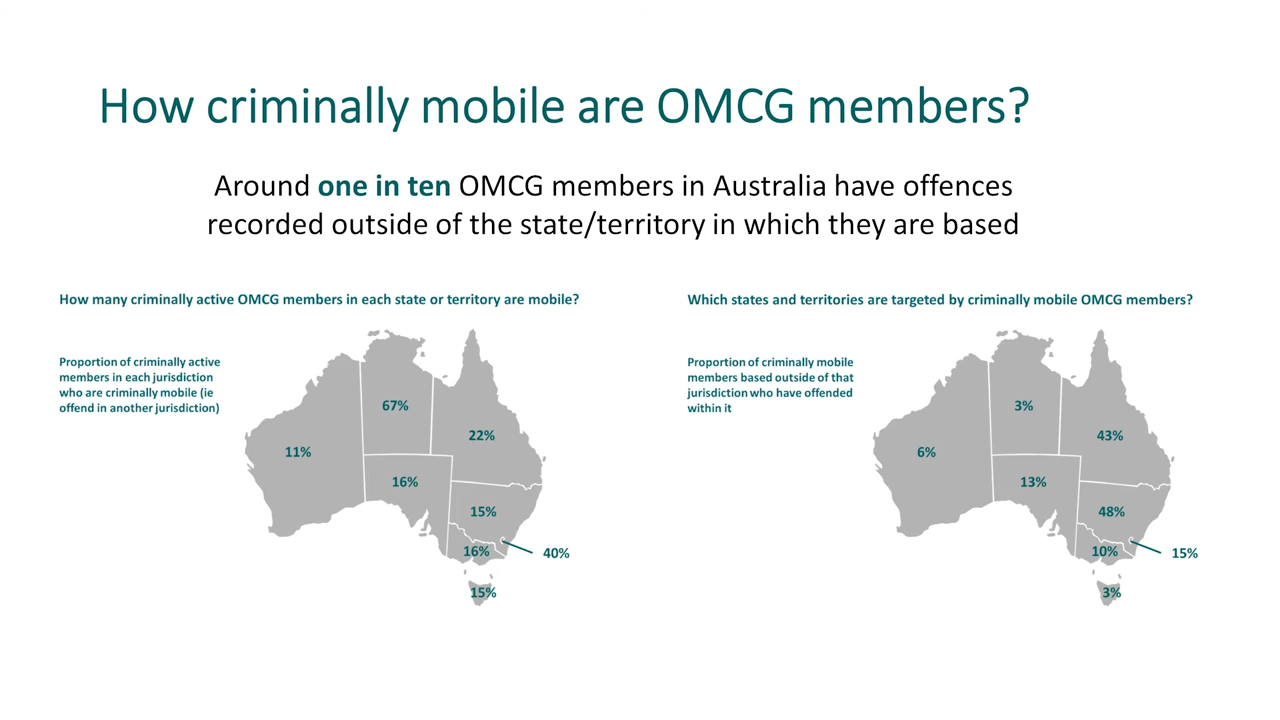 How criminally mobile are OMCG members?
Around one in ten OMCG members in Australia have offences
recorded outside of the state/territory in which they are based
How many criminally active OMCG members in each state or territory are mobile?
Proportion of criminally active
members in each jurisdiction
who are criminally mobile (ie
offend in another jurisdiction)
67%
22%
11%
16%
15%
16%
40%
15%
Which states and territories are targeted by criminally mobile OMCG members?
Proportion of criminally mobile
members based outside of that
jurisdiction who have offended
within it
3%
43%
6%
13%
48%
10%
15%
3%